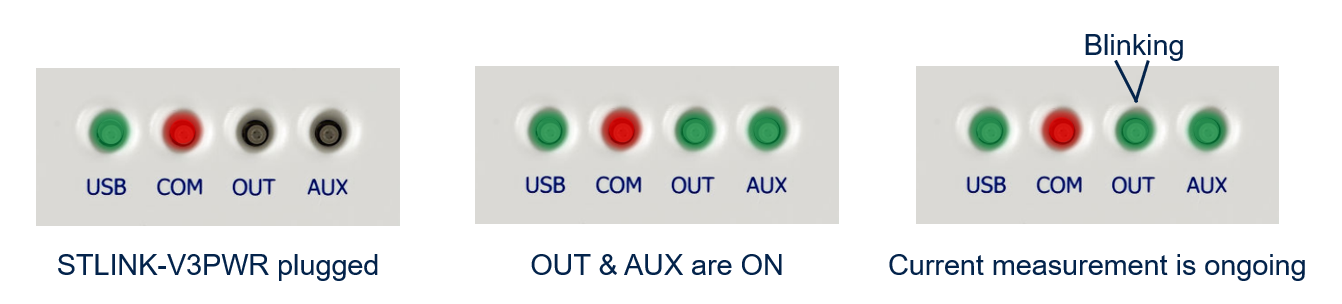 Blinking
USB COM OUT AUX
USB COM OUT AUX
USB COM OUT AUX
STLINK-V3PWR plugged
OUT & AUX are ON
Current measurement is ongoing